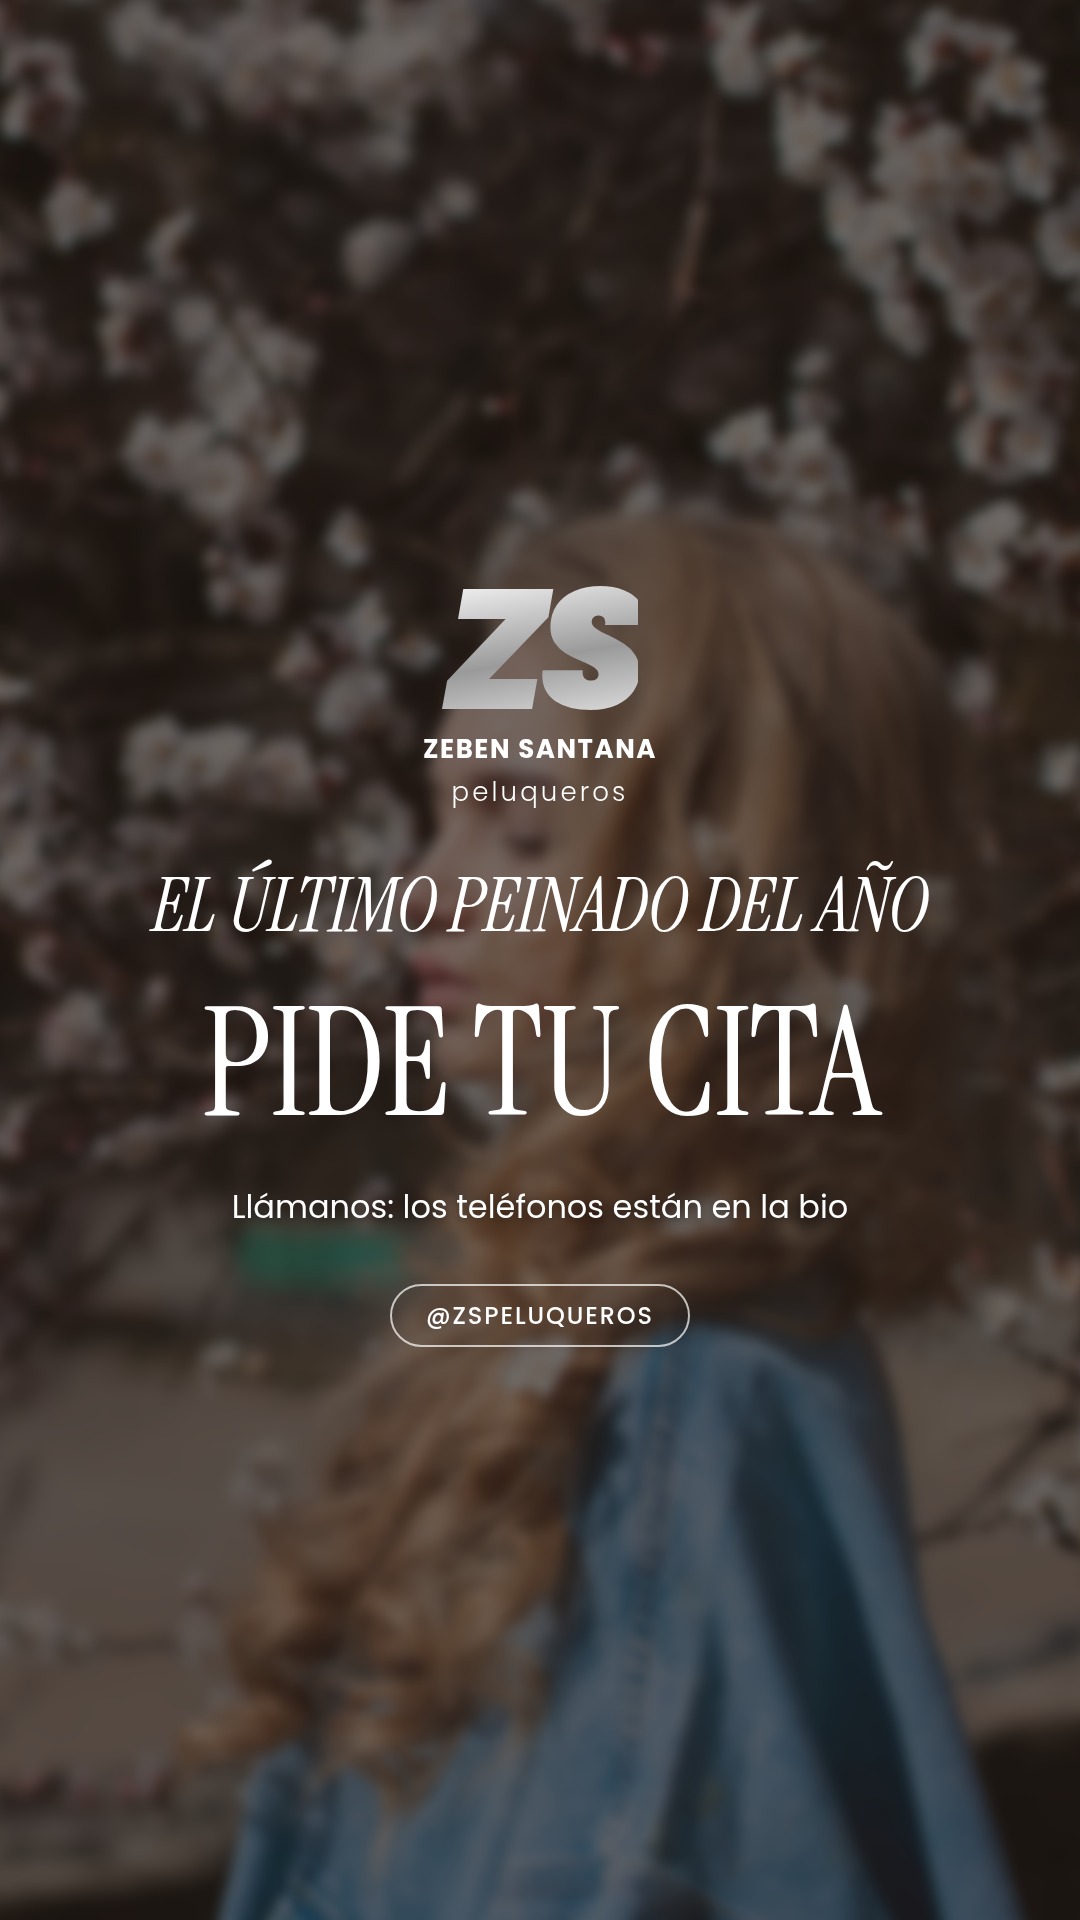 ZS
ZEBEN SANTANA
peluqueros
EL ÚLTIMO PEINADO DEL AÑO
PIDE TU CITA
Llámanos: los teléfonos están en la bio
@ZSPELUQUEROS